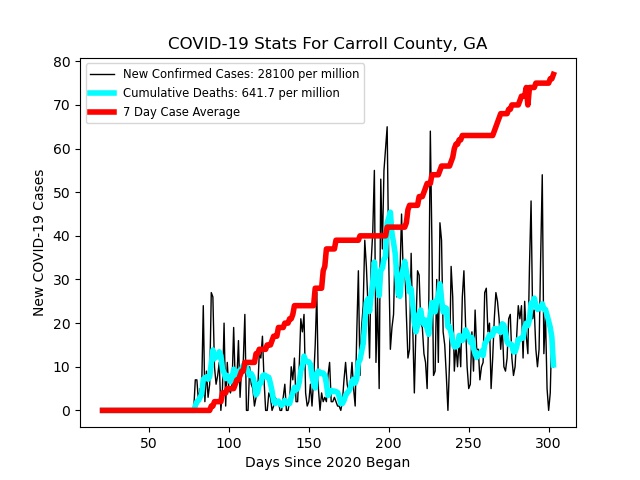 COVID-19 Stats For Carroll County, GA
New Confirmed Cases: 28100 per million
Cumulative Deaths: 641.7 per million
7 Day Case Average
New COVID-19 Cases
80
70
60
50
40
30
20
10
0
50 100 150 200 250 300
Days Since 2020 Began